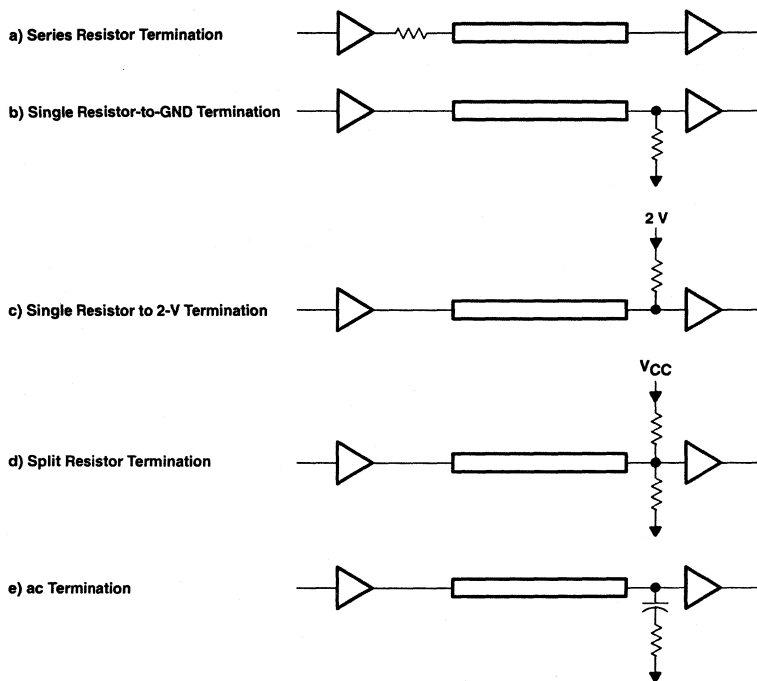 a) Series Resistor Termination
b) Single Resistor-to-GND Termination
2 V
c) Single Resistor to 2-V Termination
VCC
d) Split Resistor Termination
e) ac Termination